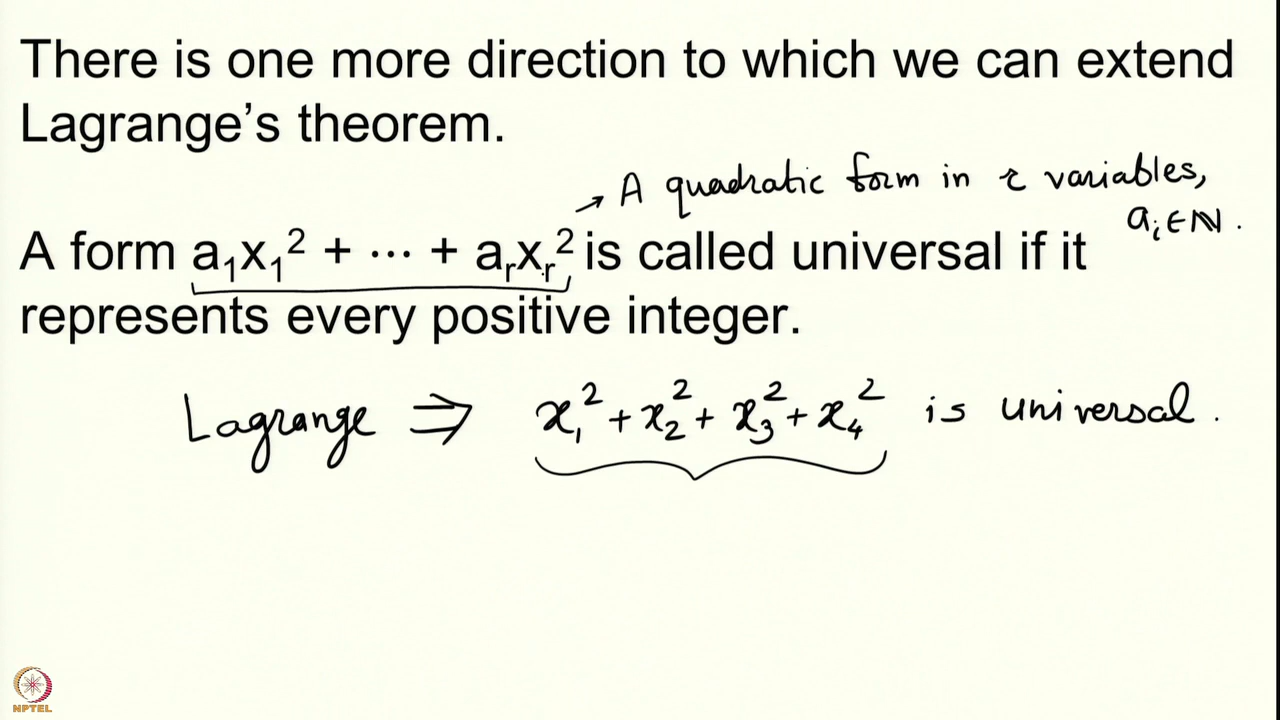 There is one more direction to which we can extend
Lagrange's theorem.
→ A quadratic form in r variables,
aᵢ ∈ ℕ.
A form a₁x₁² + ⋯ + aᵣxᵣ² is called universal if it
represents every positive integer.
Lagrange ⇒ x₁² + x₂² + x₃² + x₄² is universal.
NPTEL